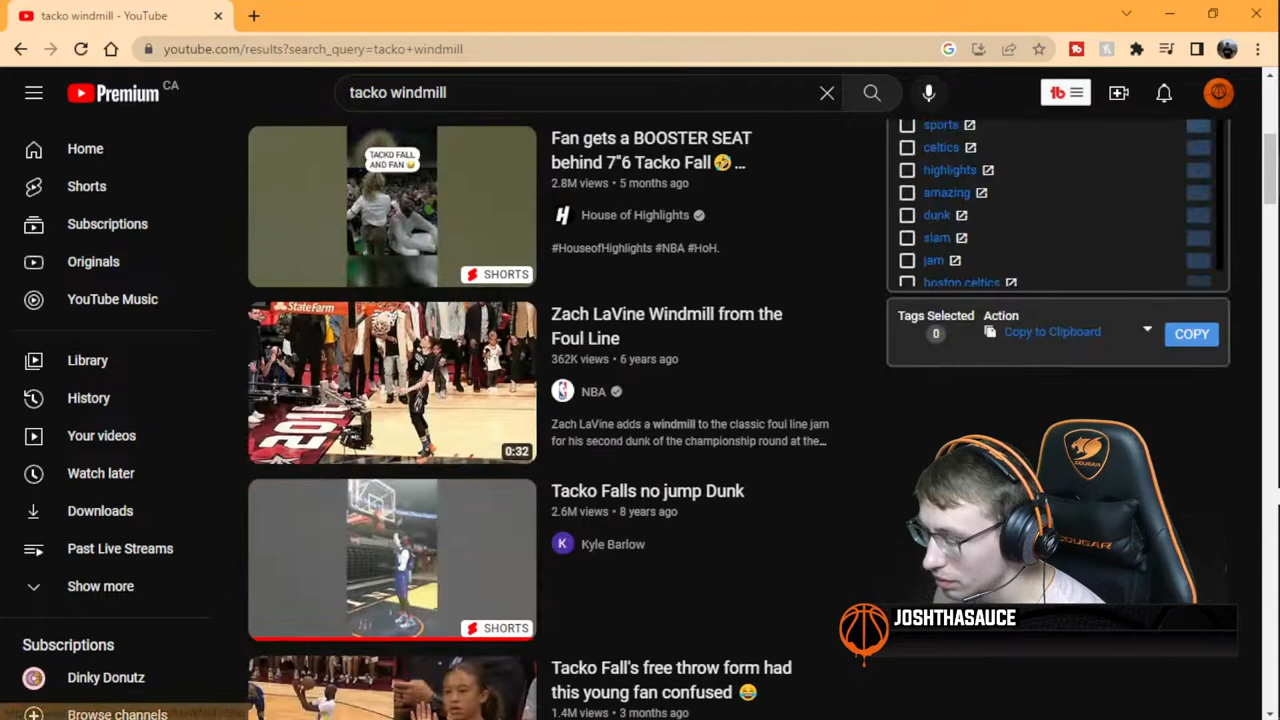 tacko windmill - YouTube
youtube.com/results?search_query=tacko+windmill
Premium CA
tacko windmill
Home
Shorts
Subscriptions
Originals
YouTube Music
Library
History
Your videos
Watch later
Downloads
Past Live Streams
Show more
Subscriptions
Dinky Donutz
Browse channels
TACKO FALL
AND FAN 😂
SHORTS
Fan gets a BOOSTER SEAT
behind 7"6 Tacko Fall🤣...
2.8M views • 5 months ago
House of Highlights
#HouseofHighlights #NBA #HoH.
StateFarm
0:32
Zach LaVine Windmill from the
Foul Line
362K views • 6 years ago
NBA
Zach LaVine adds a windmill to the classic foul line jam
for his second dunk of the championship round at the...
SHORTS
Tacko Falls no jump Dunk
2.6M views • 8 years ago
K Kyle Barlow
Tacko Fall's free throw form had
this young fan confused 😂
1.4M views • 3 months ago
tb
sports
celtics
highlights
amazing
dunk
slam
jam
boston celtics
Tags Selected
0
Action
Copy to Clipboard
COPY
COUGAR
COUGAR
JOSHTHASAUCE